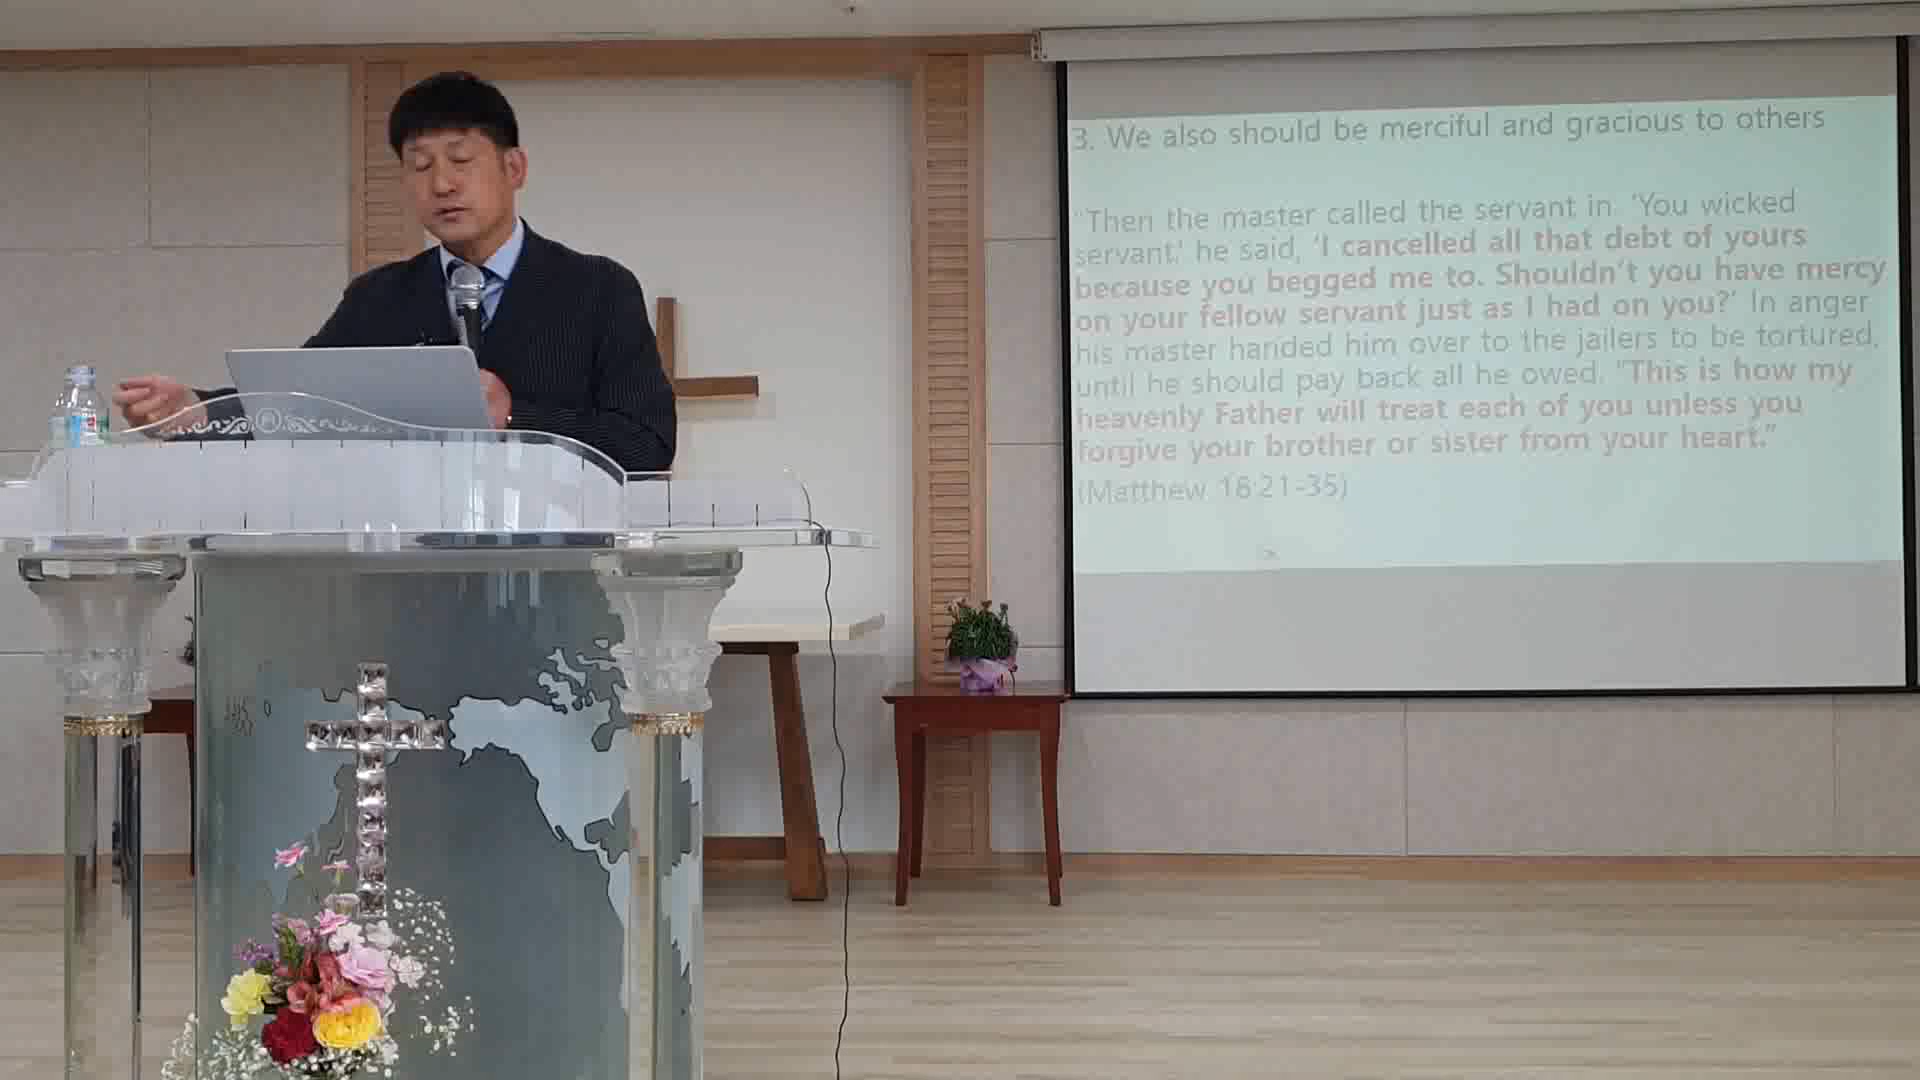 3. We also should be merciful and gracious to others
"Then the master called the servant in. 'You wicked
servant,' he said, 'I cancelled all that debt of yours
because you begged me to. Shouldn't you have mercy
on your fellow servant just as I had on you?' In anger
his master handed him over to the jailers to be tortured,
until he should pay back all he owed. "This is how my
heavenly Father will treat each of you unless you
forgive your brother or sister from your heart."
(Matthew 18:21-35)